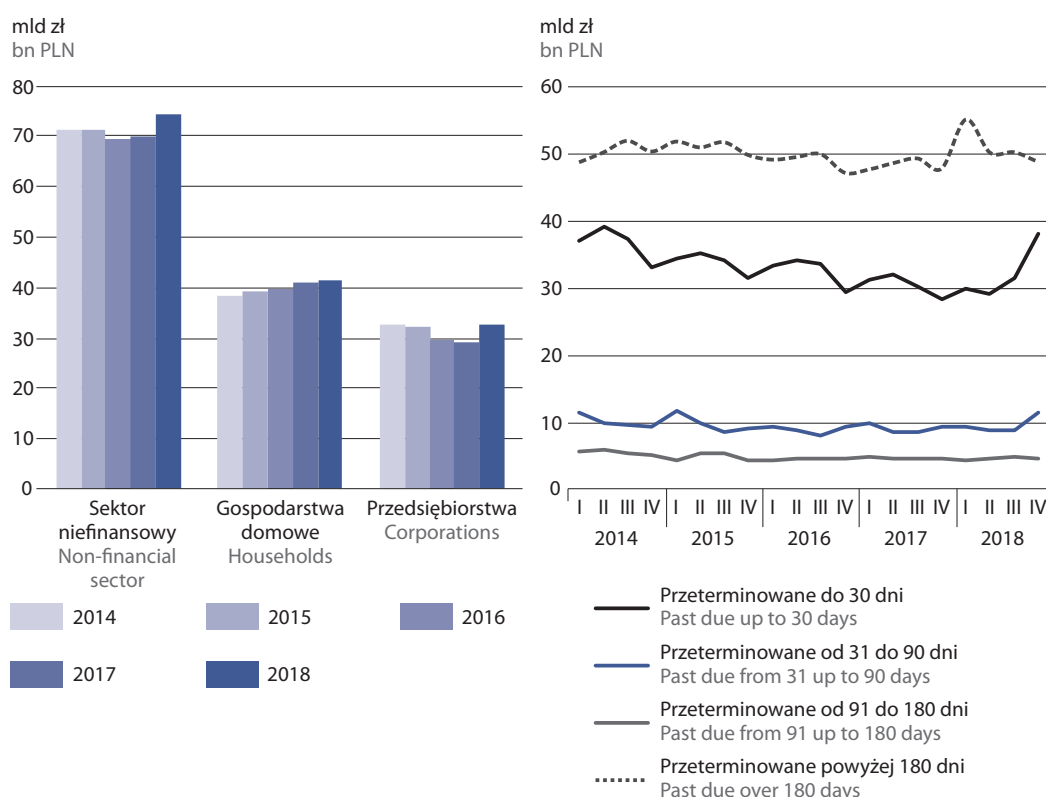 mld zł
bn PLN
80
70
60
50
40
30
20
10
0
Sektor
niefinansowy
Non-financial
sector
Gospodarstwa
domowe
Households
Przedsiębiorstwa
Corporations
2014
2015
2016
2017
2018
mld zł
bn PLN
60
50
40
30
20
10
0
I II III IV I II III IV I II III IV I II III IV I II III IV
2014 2015 2016 2017 2018
Przeterminowane do 30 dni
Past due up to 30 days
Przeterminowane od 31 do 90 dni
Past due from 31 up to 90 days
Przeterminowane od 91 do 180 dni
Past due from 91 up to 180 days
Przeterminowane powyżej 180 dni
Past due over 180 days